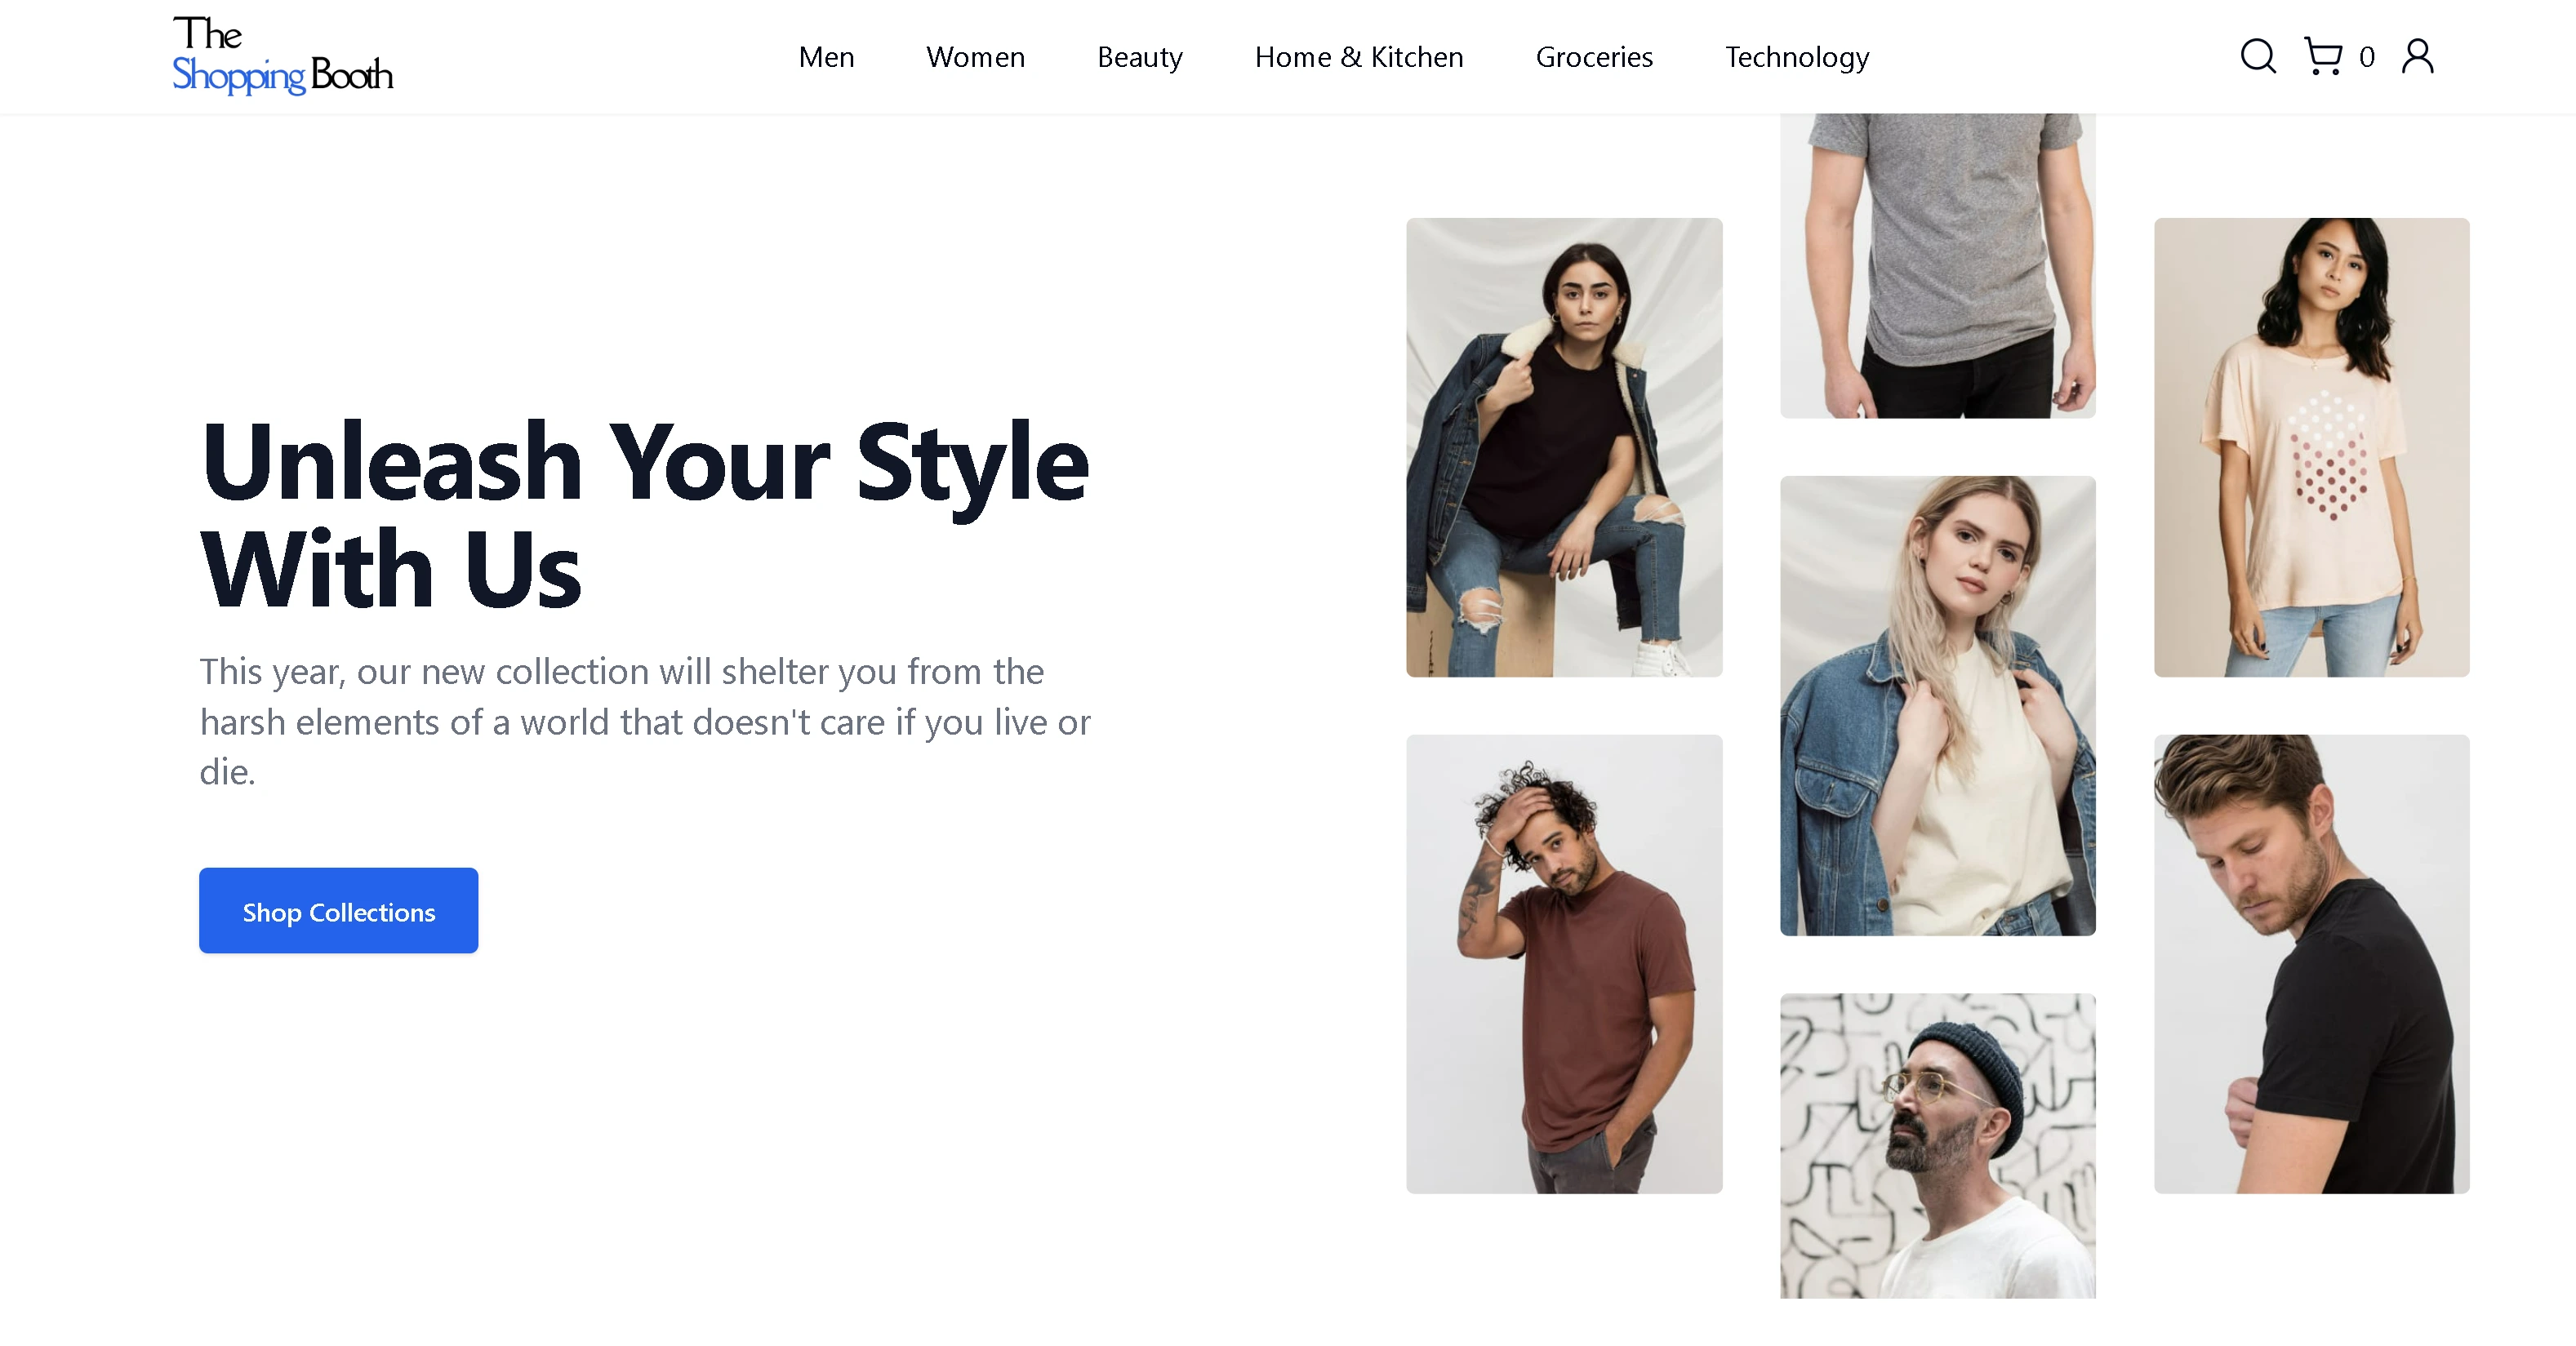 The
Shopping Booth
Men
Women
Beauty
Home & Kitchen
Groceries
Technology
0
Unleash Your Style
With Us
This year, our new collection will shelter you from the
harsh elements of a world that doesn't care if you live or
die.
Shop Collections